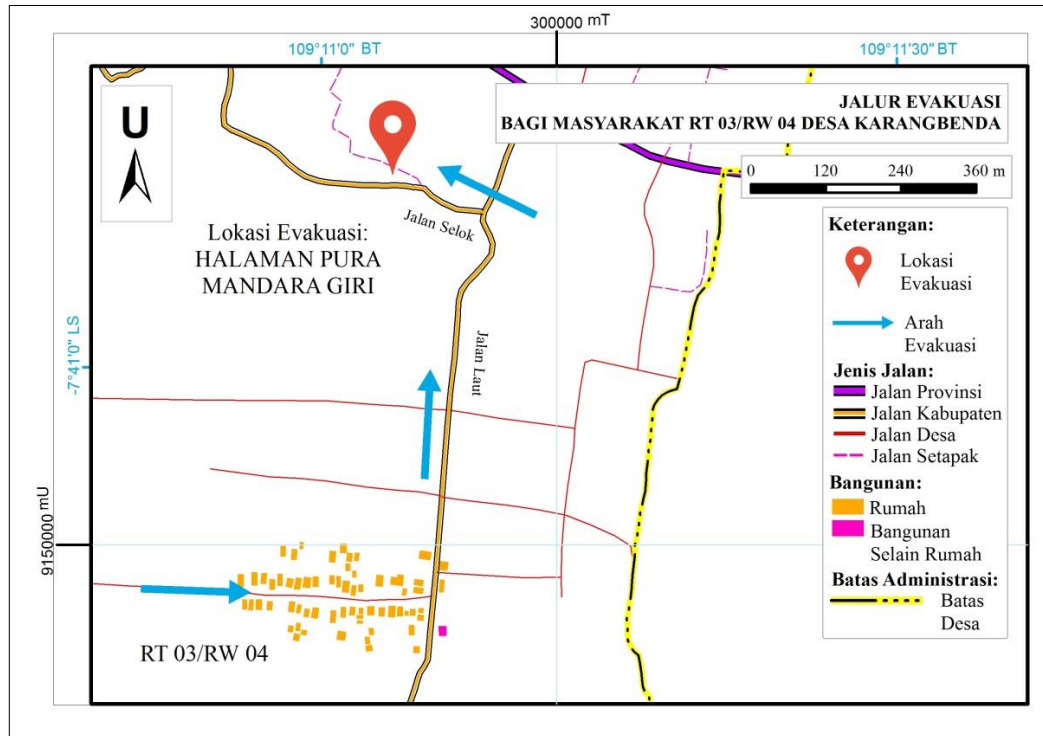 300000 mT
109°11'0" BT
109°11'30" BT
U
JALUR EVAKUASI
BAGI MASYARAKAT RT 03/RW 04 DESA KARANGBENDA
0 120 240 360 m
Jalan Selok
Lokasi Evakuasi:
HALAMAN PURA
MANDARA GIRI
Jalan Laut
-7°41'0" LS
9150000 mU
RT 03/RW 04
Keterangan:
Lokasi
Evakuasi
Arah
Evakuasi
Jenis Jalan:
Jalan Provinsi
Jalan Kabupaten
Jalan Desa
Jalan Setapak
Bangunan:
Rumah
Bangunan
Selain Rumah
Batas Administrasi:
Batas
Desa